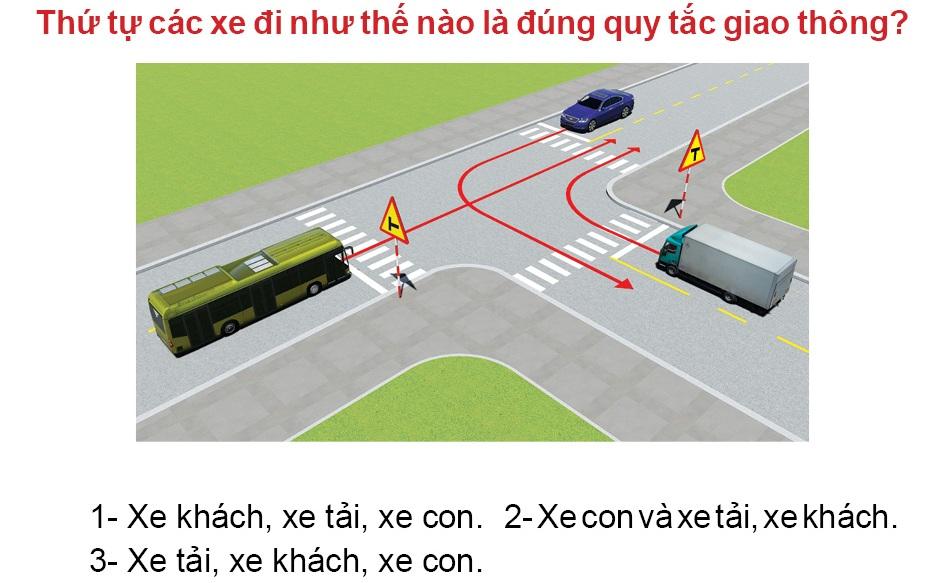 Thứ tự các xe đi như thế nào là đúng quy tắc giao thông?
1- Xe khách, xe tải, xe con. 2- Xe con và xe tải, xe khách.
3- Xe tải, xe khách, xe con.